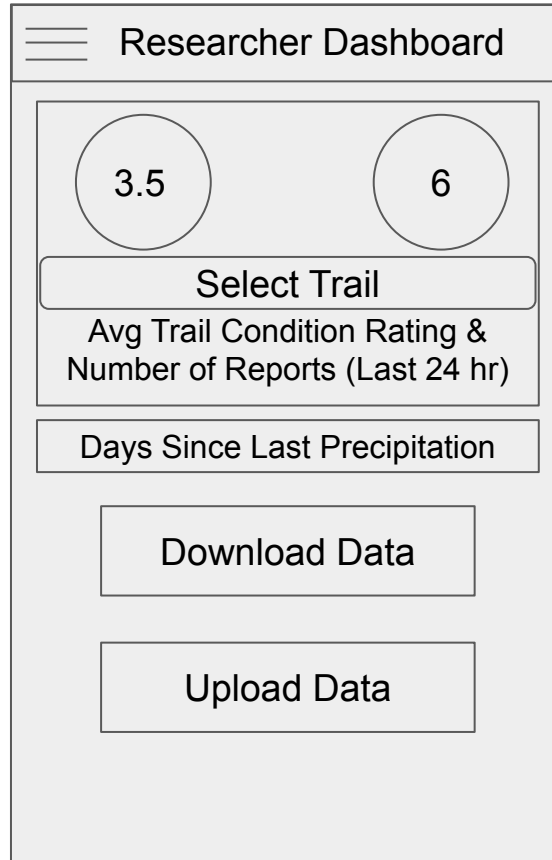 Researcher Dashboard
3.5
6
Select Trail
Avg Trail Condition Rating &
Number of Reports (Last 24 hr)
Days Since Last Precipitation
Download Data
Upload Data